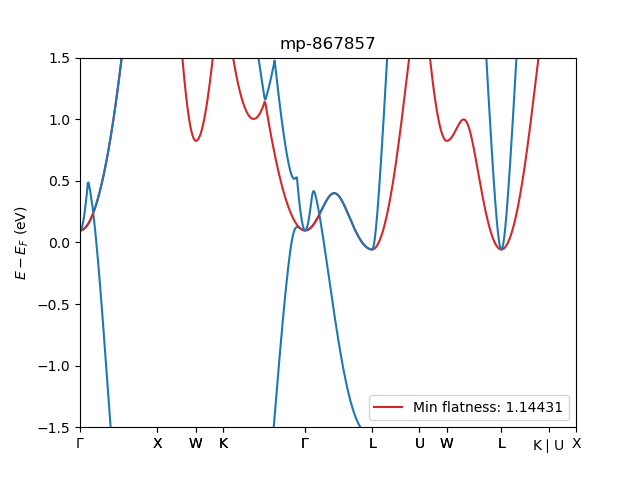 mp-867857
E − E_F (eV)
1.5
1.0
0.5
0.0
−0.5
−1.0
−1.5
Min flatness: 1.14431
Γ X W K Γ L U W L K | U X